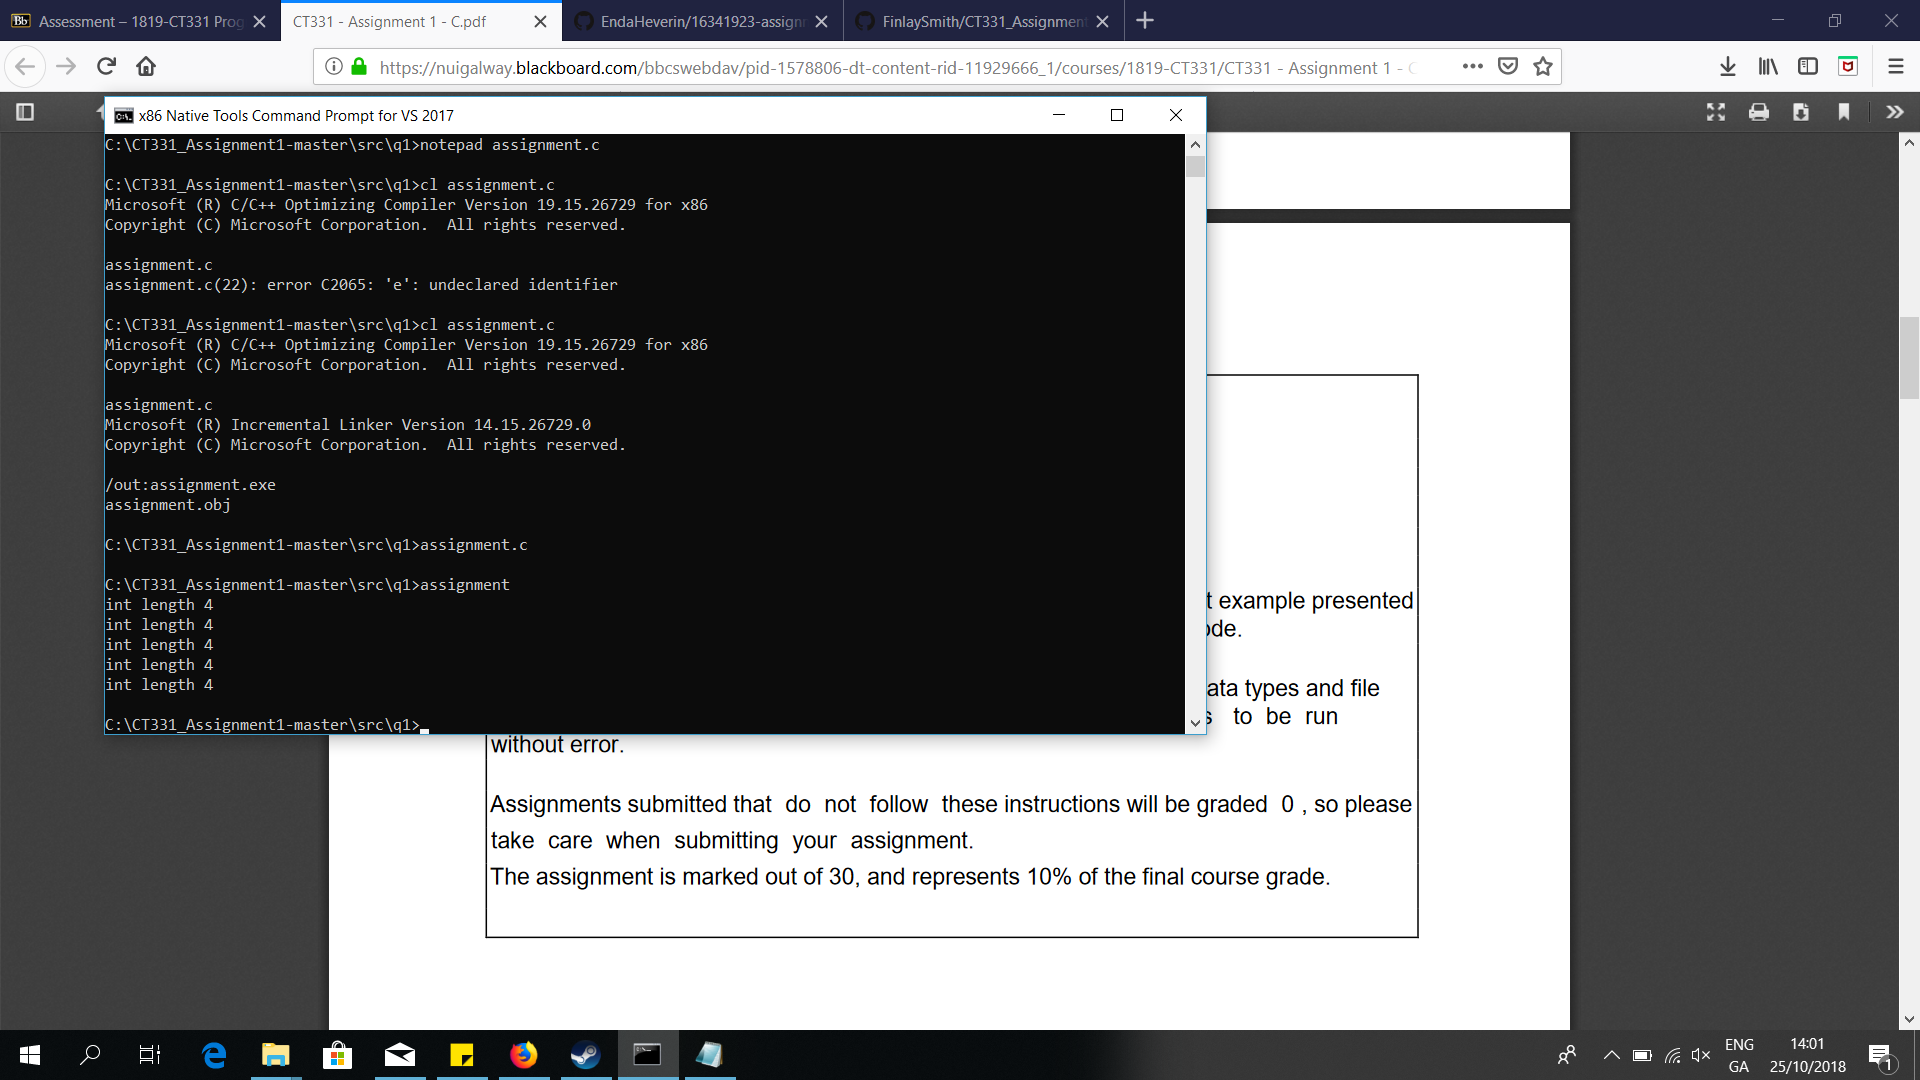 Assessment – 1819-CT331 Prog
CT331 - Assignment 1 - C.pdf
EndaHeverin/16341923-assignm
FinlaySmith/CT331_Assignment
https://nuigalway.blackboard.com/bbcswebdav/pid-1578806-dt-content-rid-11929666_1/courses/1819-CT331/CT331 - Assignment 1 - C
x86 Native Tools Command Prompt for VS 2017
C:\CT331_Assignment1-master\src\q1>notepad assignment.c
C:\CT331_Assignment1-master\src\q1>cl assignment.c
Microsoft (R) C/C++ Optimizing Compiler Version 19.15.26729 for x86
Copyright (C) Microsoft Corporation.  All rights reserved.
assignment.c
assignment.c(22): error C2065: 'e': undeclared identifier
C:\CT331_Assignment1-master\src\q1>cl assignment.c
Microsoft (R) C/C++ Optimizing Compiler Version 19.15.26729 for x86
Copyright (C) Microsoft Corporation.  All rights reserved.
assignment.c
Microsoft (R) Incremental Linker Version 14.15.26729.0
Copyright (C) Microsoft Corporation.  All rights reserved.
/out:assignment.exe
assignment.obj
C:\CT331_Assignment1-master\src\q1>assignment.c
C:\CT331_Assignment1-master\src\q1>assignment
int length 4
int length 4
int length 4
int length 4
int length 4
C:\CT331_Assignment1-master\src\q1>
t example presented
ode.
ata types and file
s to be run
without error.
Assignments submitted that do not follow these instructions will be graded 0 , so please
take care when submitting your assignment.
The assignment is marked out of 30, and represents 10% of the final course grade.
ENG
GA
14:01
25/10/2018
1